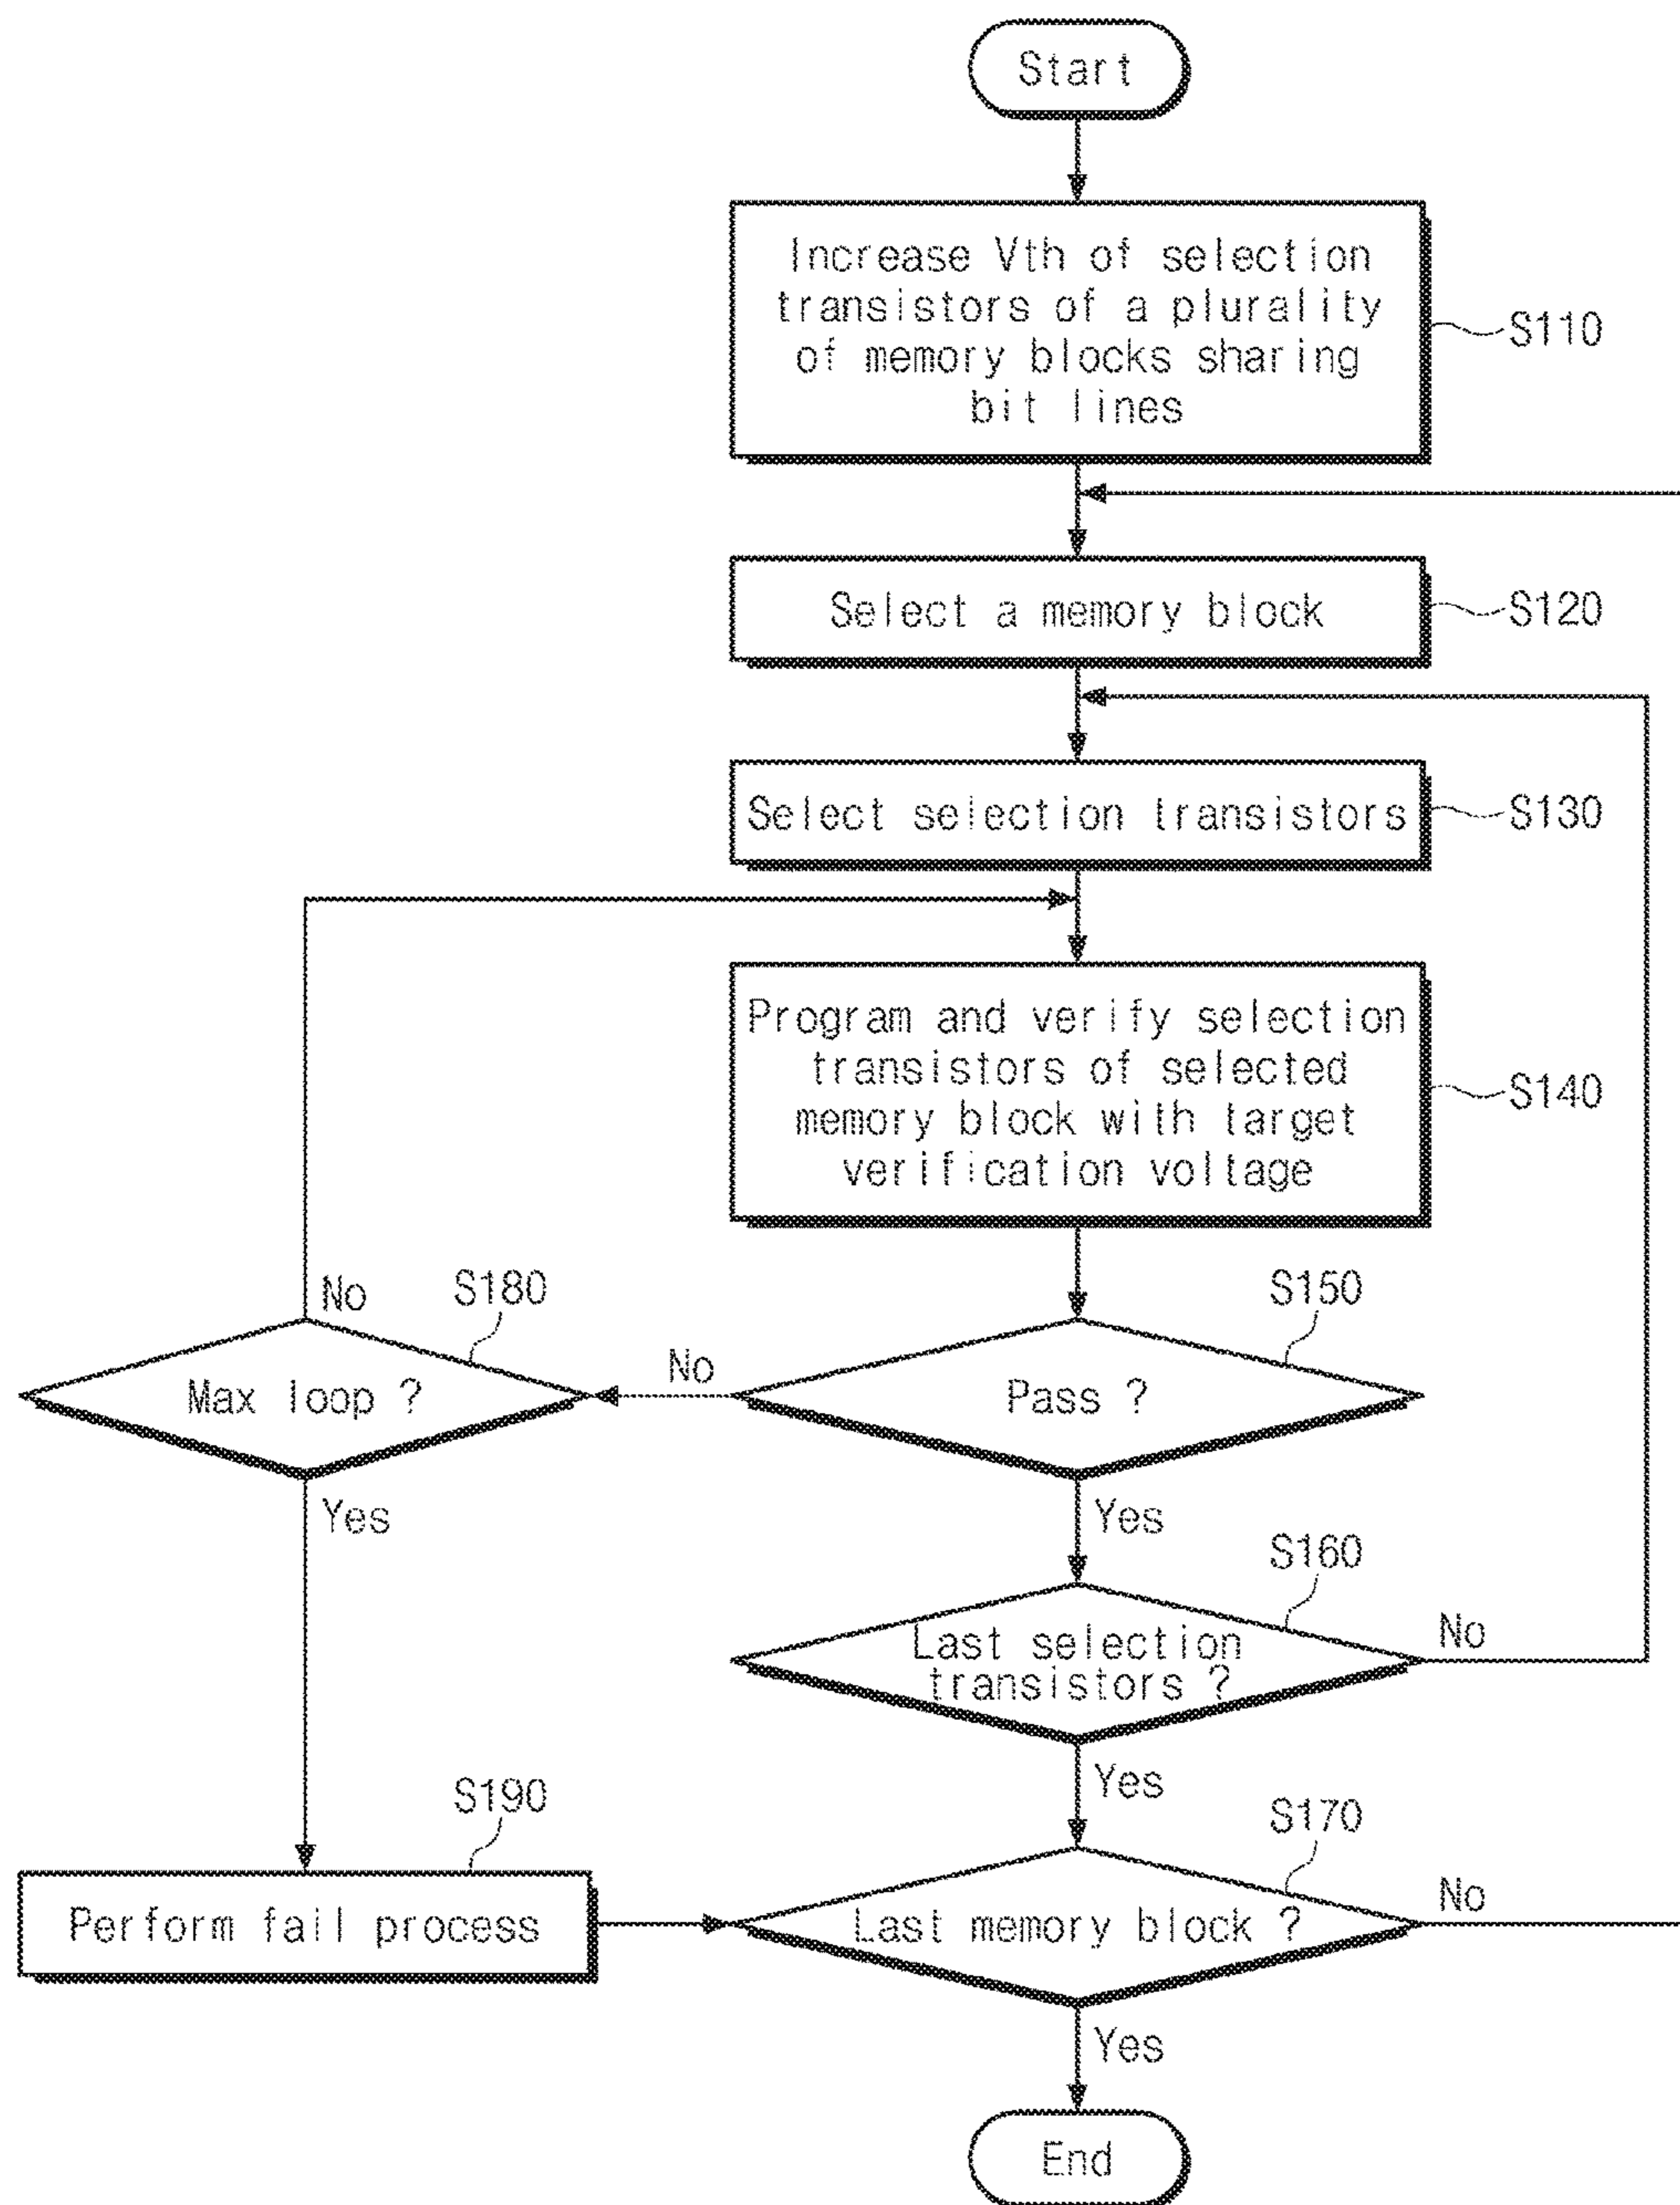 Start
Increase Vth of selection
transistors of a plurality
of memory blocks sharing
bit lines
S110
Select a memory block
S120
Select selection transistors
S130
Program and verify selection
transistors of selected
memory block with target
verification voltage
S140
No
S180
S150
Max loop ?
No
Pass ?
Yes
Yes
S160
Last selection
transistors ?
No
Yes
S190
S170
Perform fail process
Last memory block ?
No
Yes
End